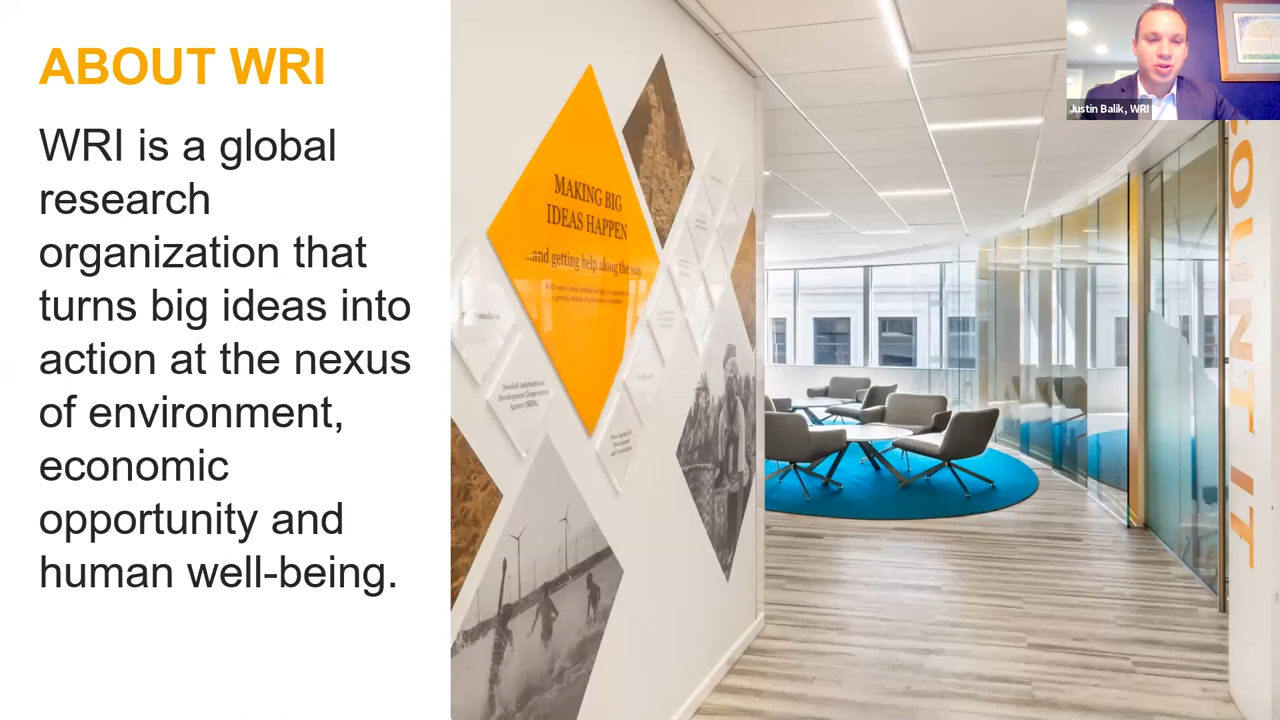 ABOUT WRI
WRI is a global
research
organization that
turns big ideas into
action at the nexus
of environment,
economic
opportunity and
human well-being.
MAKING BIG
IDEAS HAPPEN
...and getting help along the way
Swedish International
Development Cooperation
Agency (SIDA)
Justin Balik, WRI
OUNT IT